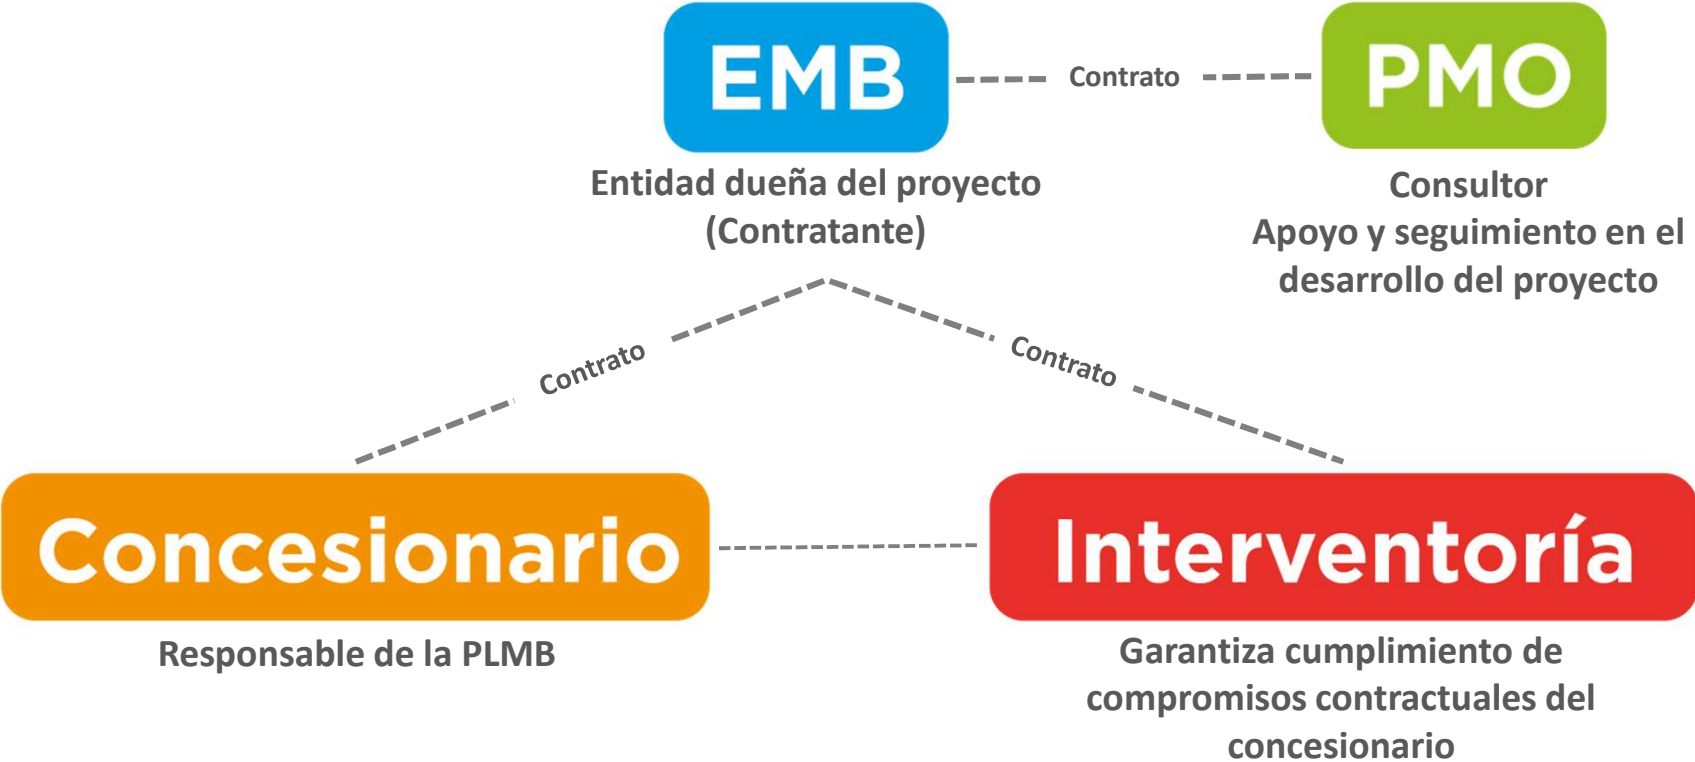 EMB
Contrato
PMO
Entidad dueña del proyecto
(Contratante)
Consultor
Apoyo y seguimiento en el
desarrollo del proyecto
Contrato
Contrato
Concesionario
Interventoría
Responsable de la PLMB
Garantiza cumplimiento de
compromisos contractuales del
concesionario